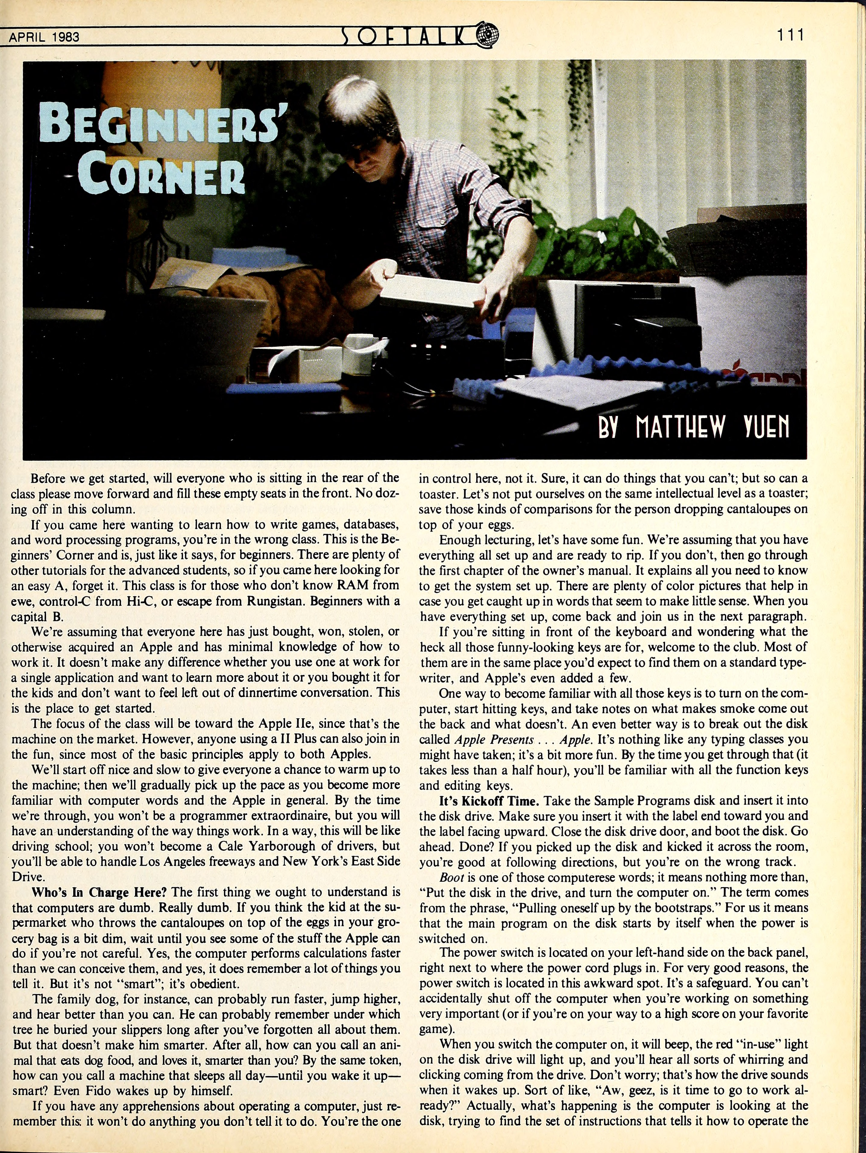 APRIL 1983
SOFTALK
111
BEGINNERS'
CORNER
apple
BY MATTHEW YUEN
Before we get started, will everyone who is sitting in the rear of the
class please move forward and fill these empty seats in the front. No doz-
ing off in this column.
If you came here wanting to learn how to write games, databases,
and word processing programs, you're in the wrong class. This is the Be-
ginners' Corner and is, just like it says, for beginners. There are plenty of
other tutorials for the advanced students, so if you came here looking for
an easy A, forget it. This class is for those who don't know RAM from
ewe, control-C from Hi-C, or escape from Rungistan. Beginners with a
capital B.
We're assuming that everyone here has just bought, won, stolen, or
otherwise acquired an Apple and has minimal knowledge of how to
work it. It doesn't make any difference whether you use one at work for
a single application and want to learn more about it or you bought it for
the kids and don't want to feel left out of dinnertime conversation. This
is the place to get started.
The focus of the class will be toward the Apple IIe, since that's the
machine on the market. However, anyone using a II Plus can also join in
the fun, since most of the basic principles apply to both Apples.
We'll start off nice and slow to give everyone a chance to warm up to
the machine; then we'll gradually pick up the pace as you become more
familiar with computer words and the Apple in general. By the time
we're through, you won't be a programmer extraordinaire, but you will
have an understanding of the way things work. In a way, this will be like
driving school; you won't become a Cale Yarborough of drivers, but
you'll be able to handle Los Angeles freeways and New York's East Side
Drive.
Who's In Charge Here? The first thing we ought to understand is
that computers are dumb. Really dumb. If you think the kid at the su-
permarket who throws the cantaloupes on top of the eggs in your gro-
cery bag is a bit dim, wait until you see some of the stuff the Apple can
do if you're not careful. Yes, the computer performs calculations faster
than we can conceive them, and yes, it does remember a lot of things you
tell it. But it's not "smart"; it's obedient.
The family dog, for instance, can probably run faster, jump higher,
and hear better than you can. He can probably remember under which
tree he buried your slippers long after you've forgotten all about them.
But that doesn't make him smarter. After all, how can you call an ani-
mal that eats dog food, and loves it, smarter than you? By the same token,
how can you call a machine that sleeps all day—until you wake it up—
smart? Even Fido wakes up by himself.
If you have any apprehensions about operating a computer, just re-
member this: it won't do anything you don't tell it to do. You're the one
in control here, not it. Sure, it can do things that you can't; but so can a
toaster. Let's not put ourselves on the same intellectual level as a toaster;
save those kinds of comparisons for the person dropping cantaloupes on
top of your eggs.
Enough lecturing, let's have some fun. We're assuming that you have
everything all set up and are ready to rip. If you don't, then go through
the first chapter of the owner's manual. It explains all you need to know
to get the system set up. There are plenty of color pictures that help in
case you get caught up in words that seem to make little sense. When you
have everything set up, come back and join us in the next paragraph.
If you're sitting in front of the keyboard and wondering what the
heck all those funny-looking keys are for, welcome to the club. Most of
them are in the same place you'd expect to find them on a standard type-
writer, and Apple's even added a few.
One way to become familiar with all those keys is to turn on the com-
puter, start hitting keys, and take notes on what makes smoke come out
the back and what doesn't. An even better way is to break out the disk
called Apple Presents . . . Apple. It's nothing like any typing classes you
might have taken; it's a bit more fun. By the time you get through that (it
takes less than a half hour), you'll be familiar with all the function keys
and editing keys.
It's Kickoff Time. Take the Sample Programs disk and insert it into
the disk drive. Make sure you insert it with the label end toward you and
the label facing upward. Close the disk drive door, and boot the disk. Go
ahead. Done? If you picked up the disk and kicked it across the room,
you're good at following directions, but you're on the wrong track.
Boot is one of those computerese words; it means nothing more than,
"Put the disk in the drive, and turn the computer on." The term comes
from the phrase, "Pulling oneself up by the bootstraps." For us it means
that the main program on the disk starts by itself when the power is
switched on.
The power switch is located on your left-hand side on the back panel,
right next to where the power cord plugs in. For very good reasons, the
power switch is located in this awkward spot. It's a safeguard. You can't
accidentally shut off the computer when you're working on something
very important (or if you're on your way to a high score on your favorite
game).
When you switch the computer on, it will beep, the red "in-use" light
on the disk drive will light up, and you'll hear all sorts of whirring and
clicking coming from the drive. Don't worry; that's how the drive sounds
when it wakes up. Sort of like, "Aw, geez, is it time to go to work al-
ready?" Actually, what's happening is the computer is looking at the
disk, trying to find the set of instructions that tells it how to operate the